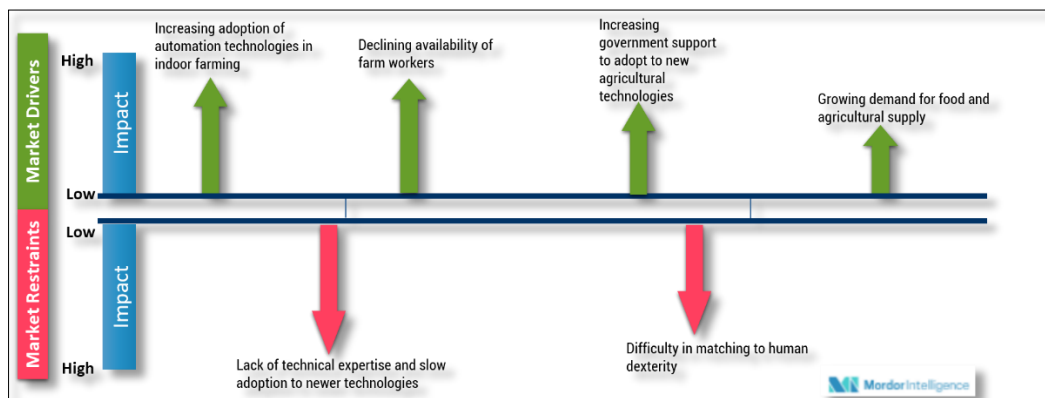 Increasing adoption of
automation technologies in
indoor farming
Declining availability of
farm workers
Increasing
government support
to adopt to new
agricultural
technologies
Growing demand for food and
agricultural supply
Market Drivers
High
Impact
Low
Market Restraints
Low
Impact
High
Lack of technical expertise and slow
adoption to newer technologies
Difficulty in matching to human
dexterity
MordorIntelligence